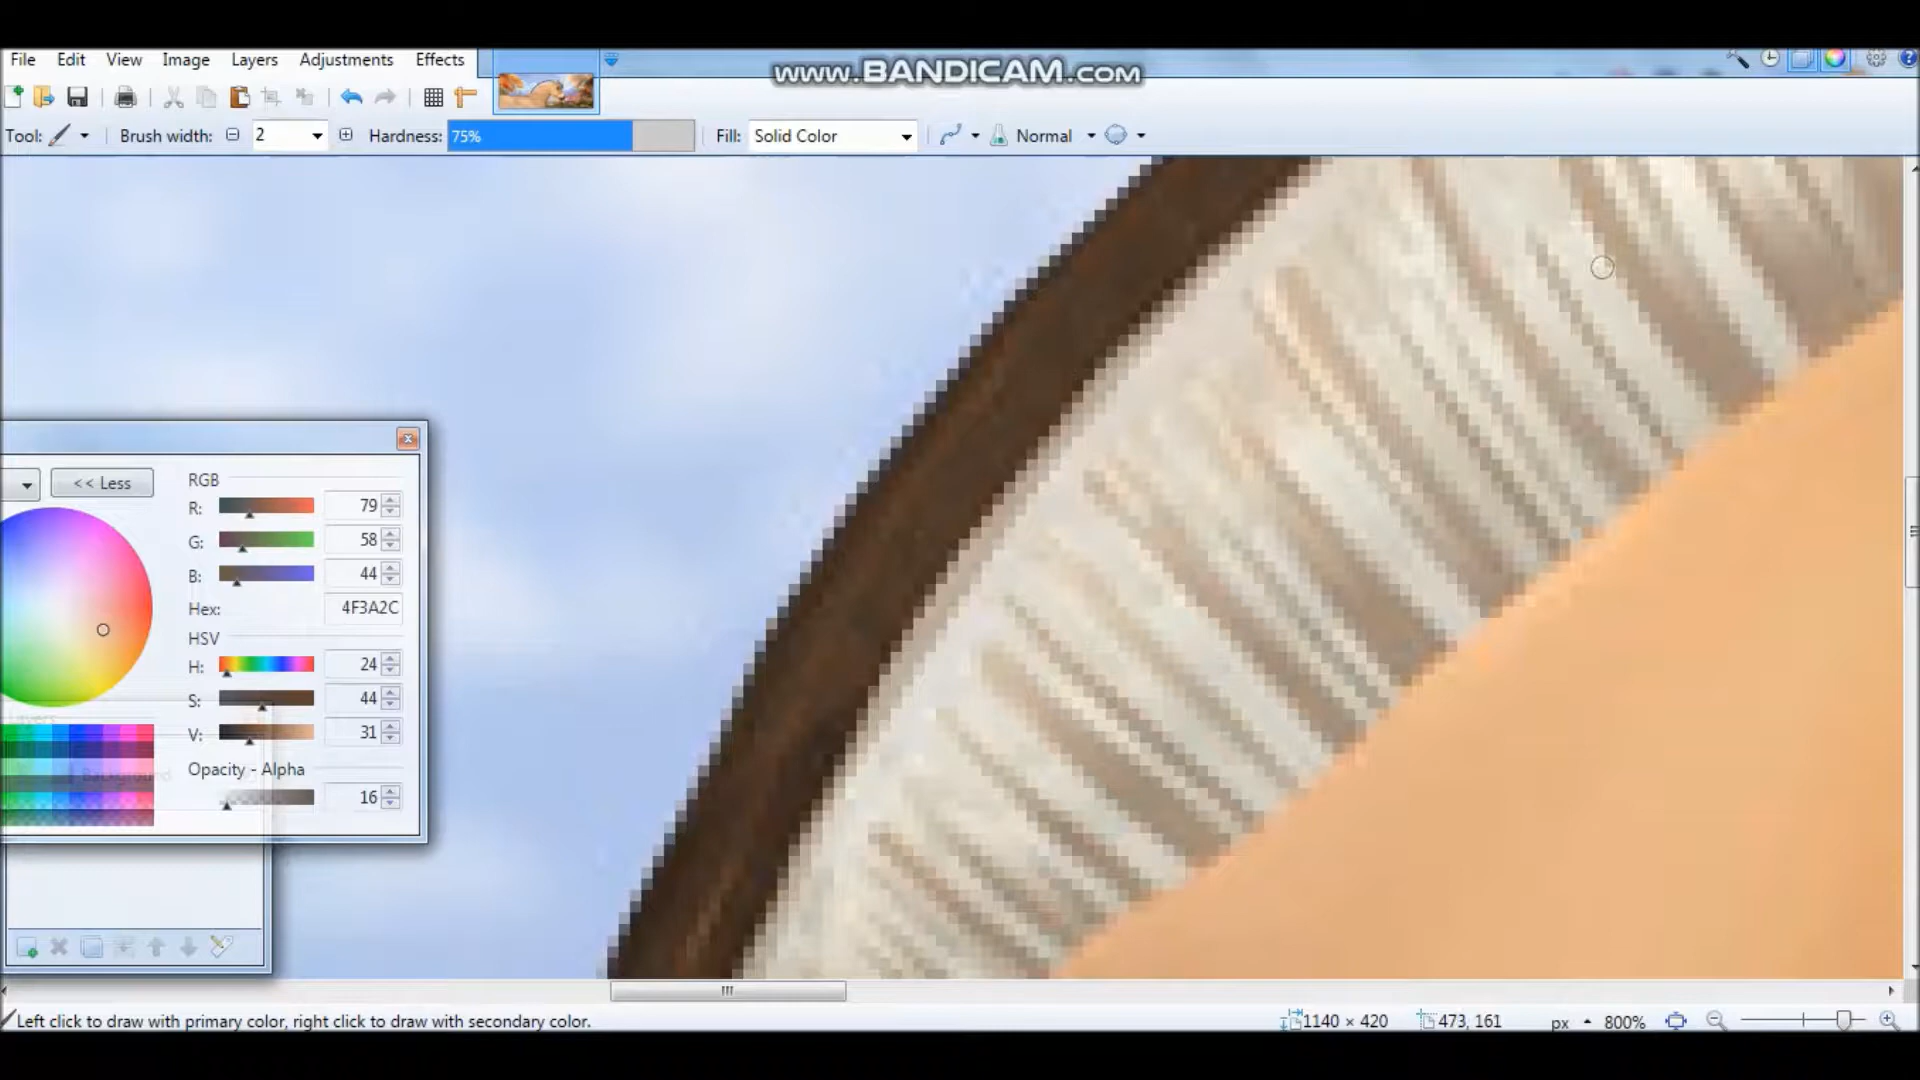 File Edit View Image Layers Adjustments Effects
www.BANDICAM.com
Tool: Brush width: 2 Hardness: 75% Fill: Solid Color Normal
<< Less
RGB
R: 79
G: 58
B: 44
Hex: 4F3A2C
HSV
H: 24
S: 44
V: 31
Background
Opacity - Alpha
16
Left click to draw with primary color, right click to draw with secondary color.
1140 × 420 473, 161 px 800%